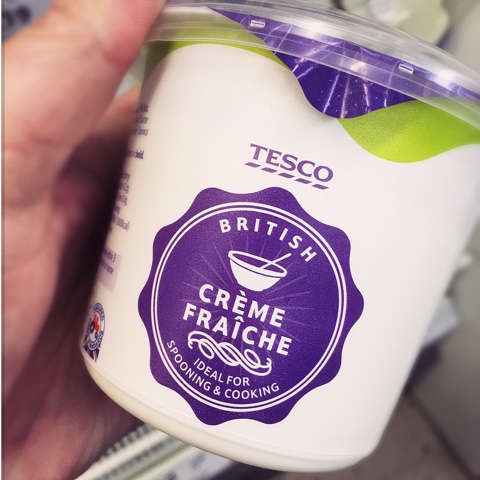 TESCO
BRITISH
CRÈME
FRAÎCHE
IDEAL FOR
SPOONING & COOKING